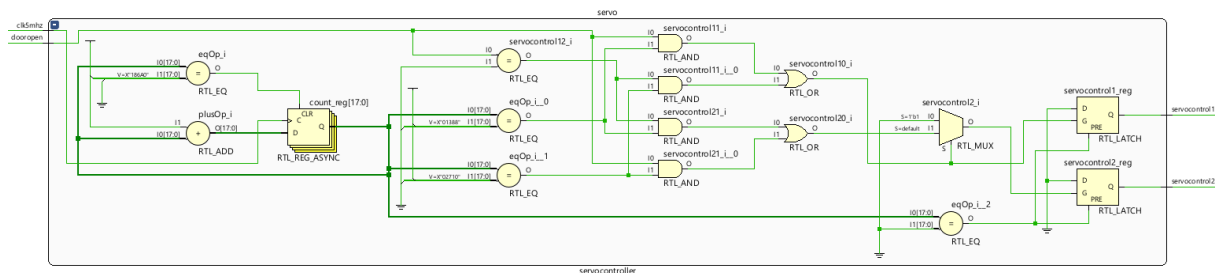 servo
clk5mhz
dooropen
eqOp_i
I0[17:0]
V=X"186A0" I1[17:0]
O
=
RTL_EQ
plusOp_i
I1
I0[17:0]
O[17:0]
+
RTL_ADD
count_reg[17:0]
CLR
C
D
Q
RTL_REG_ASYNC
servocontrol12_i
I0
I1
O
=
RTL_EQ
eqOp_i__0
I0[17:0]
V=X"01388" I1[17:0]
O
=
RTL_EQ
eqOp_i__1
I0[17:0]
V=X"02710" I1[17:0]
O
=
RTL_EQ
servocontrol11_i
I0
I1
O
RTL_AND
servocontrol11_i__0
I0
I1
O
RTL_AND
servocontrol21_i
I0
I1
O
RTL_AND
servocontrol21_i__0
I0
I1
O
RTL_AND
servocontrol10_i
I0
I1
O
RTL_OR
servocontrol20_i
I0
I1
O
RTL_OR
servocontrol2_i
S=1'b1 I0
S=default I1
O
S
RTL_MUX
eqOp_i__2
I0[17:0]
I1[17:0]
O
=
RTL_EQ
servocontrol1_reg
D
G
Q
PRE
RTL_LATCH
servocontrol2_reg
D
G
Q
PRE
RTL_LATCH
servocontrol1
servocontrol2
servocontroller